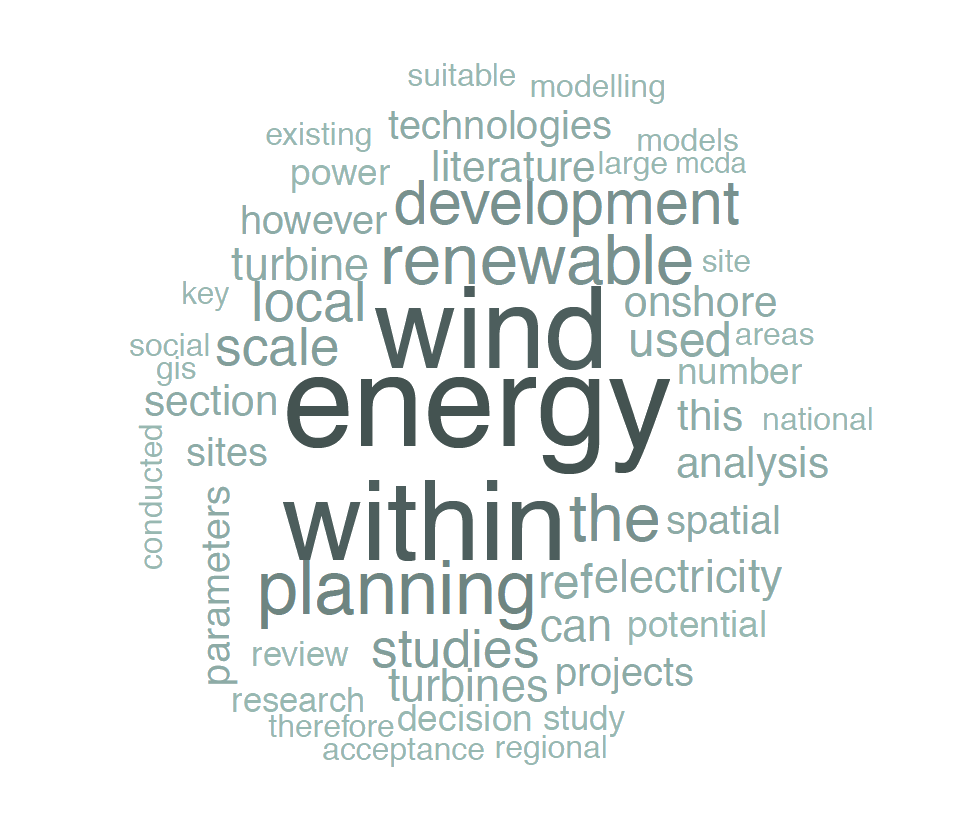 suitable
modelling
existing
technologies
models
power
literature
large
mcda
however
development
turbine
renewable
site
key
local
wind
onshore
social
scale
used
areas
gis
energy
number
section
this
national
conducted
sites
analysis
parameters
within
the
spatial
planning
ref
electricity
can
potential
review
studies
turbines
projects
research
therefore
decision
study
acceptance
regional